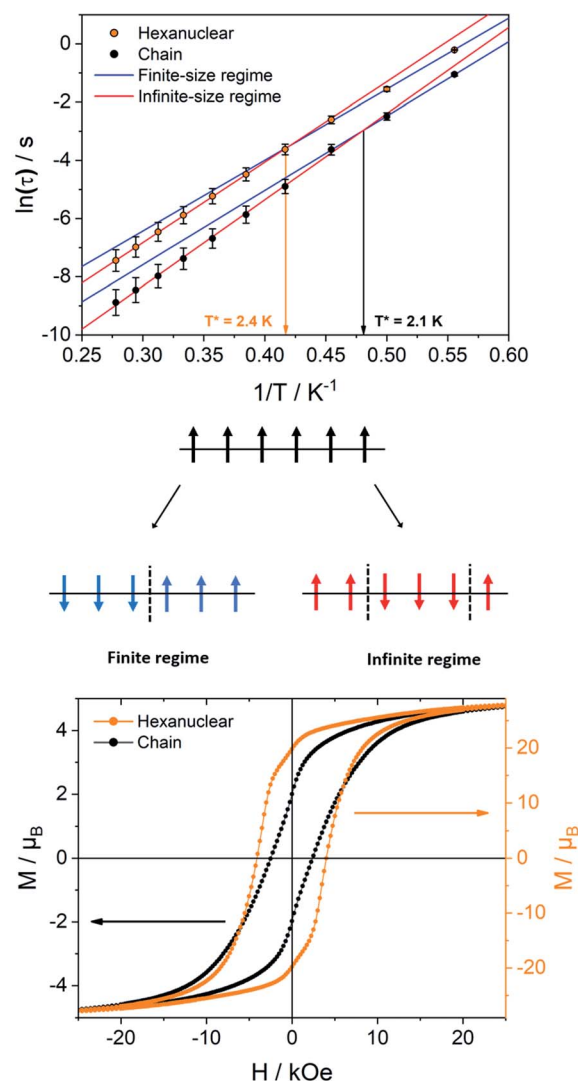 Hexanuclear
Chain
Finite-size regime
Infinite-size regime
ln(τ) / s
0
-2
-4
-6
-8
-10
T* = 2.4 K
T* = 2.1 K
0.25 0.30 0.35 0.40 0.45 0.50 0.55 0.60
1/T / K⁻¹
Finite regime
Infinite regime
Hexanuclear
Chain
M / μB
4
2
0
-2
-4
20
10
0
-10
-20
M / μB
-20 -10 0 10 20
H / kOe